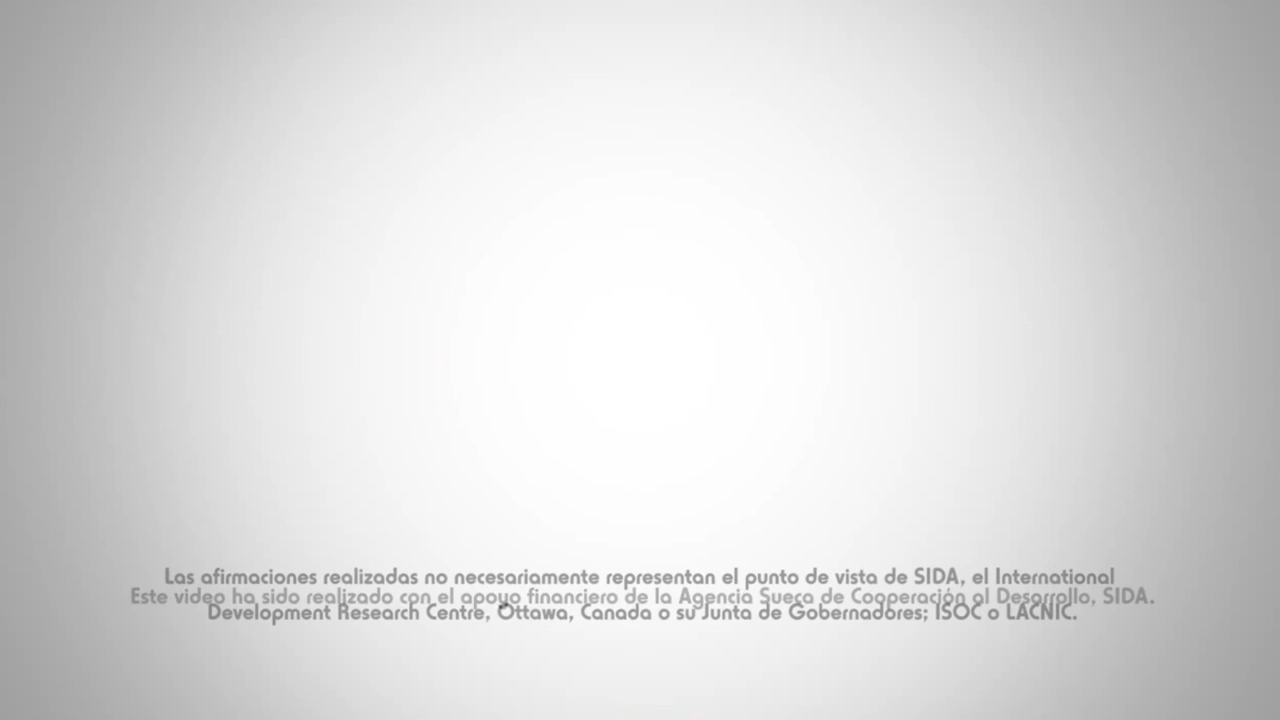 Las afirmaciones realizadas no necesariamente representan el punto de vista de SIDA, el International
Este video ha sido realizado con el apoyo financiero de la Agencia Sueca de Cooperación al Desorrollo, SIDA.
Development Research Centre, Ottawa, Canada o su Junta de Gobernadores; ISOC o LACNIC.